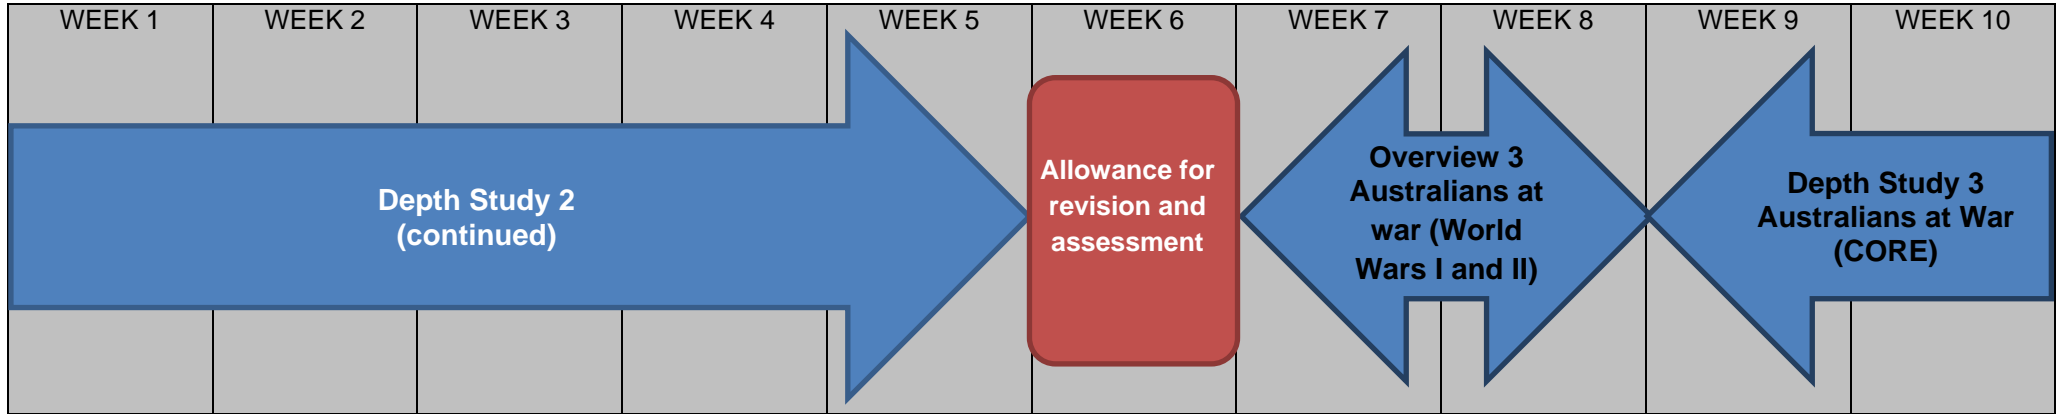 WEEK 1
WEEK 2
WEEK 3
WEEK 4
WEEK 5
WEEK 6
WEEK 7
WEEK 8
WEEK 9
WEEK 10
Depth Study 2
(continued)
Allowance for
revision and
assessment
Overview 3
Australians at
war (World
Wars I and II)
Depth Study 3
Australians at War
(CORE)